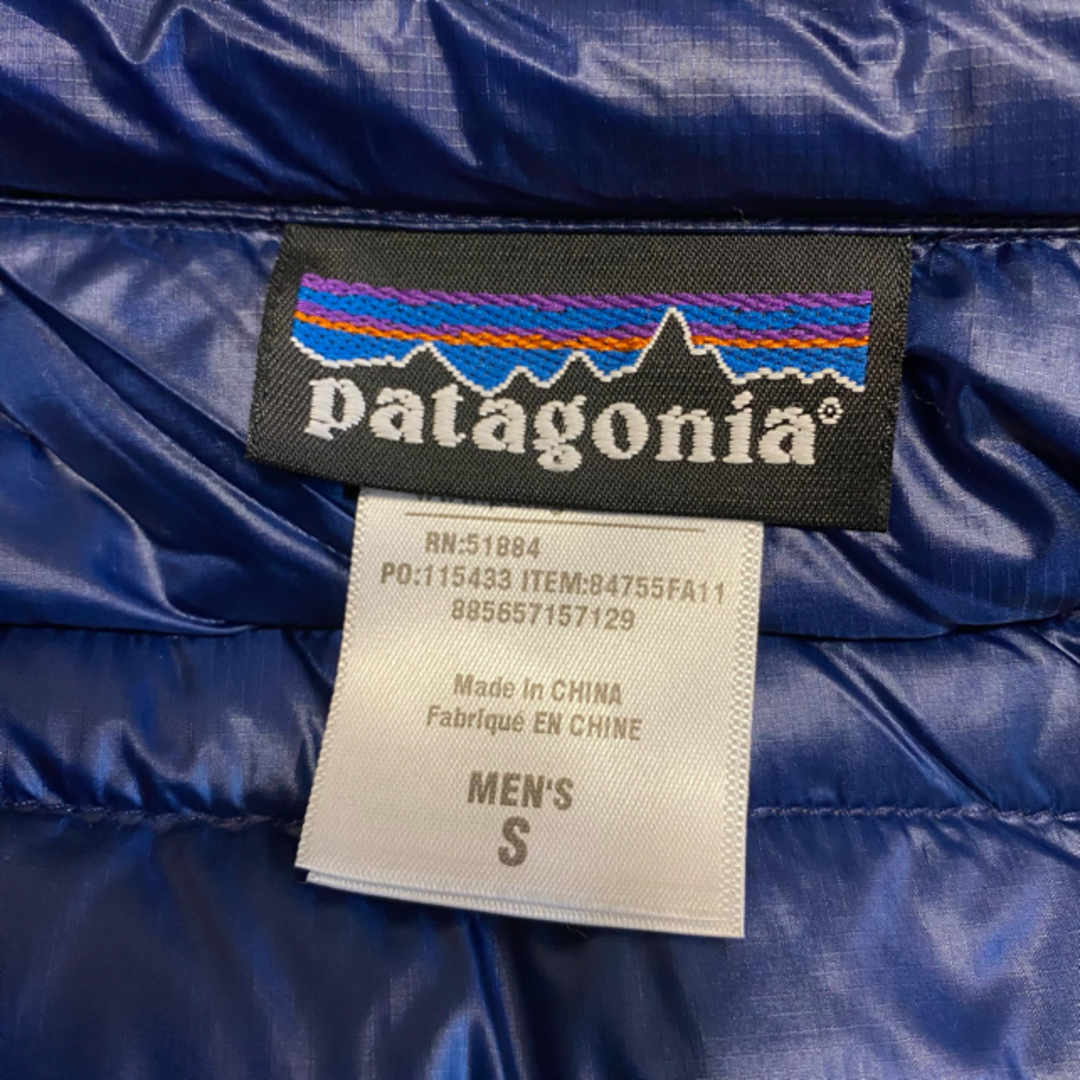 patagonia®
RN:51884
PO:115433 ITEM:84755FA11
885657157129
Made in CHINA
Fabriqué EN CHINE
MEN'S
S